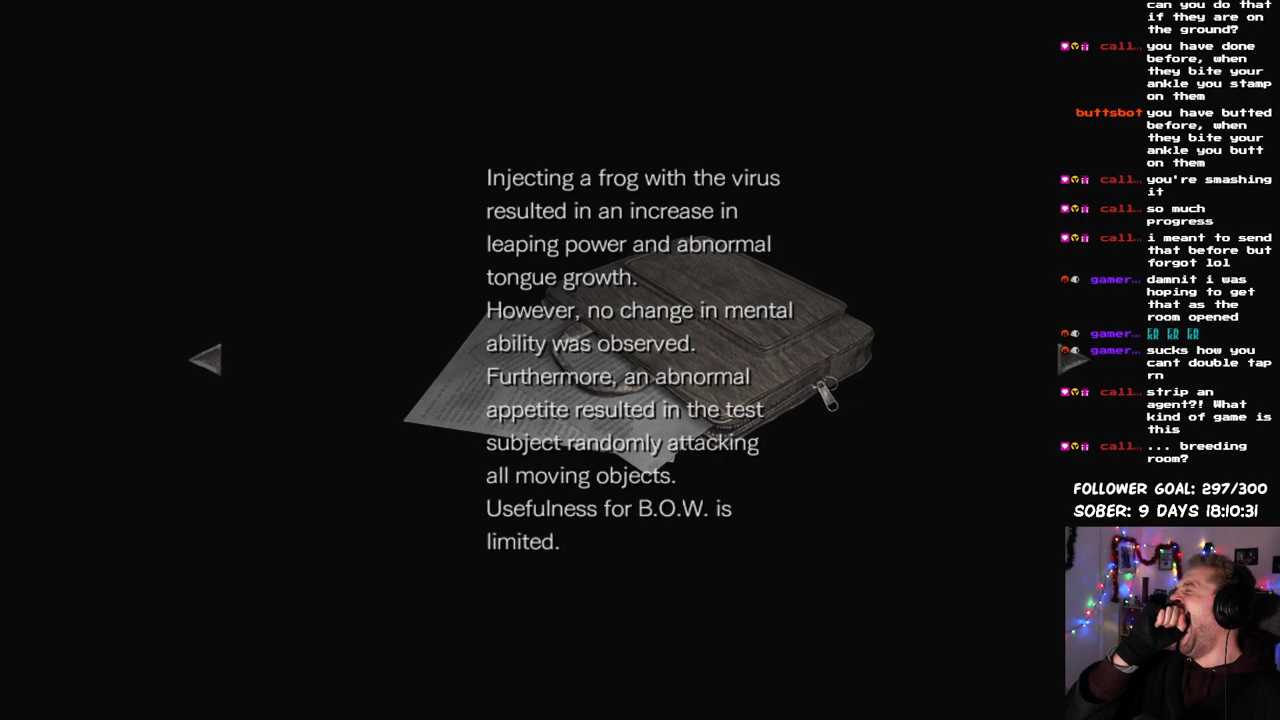 Injecting a frog with the virus
resulted in an increase in
leaping power and abnormal
tongue growth.
However, no change in mental
ability was observed.
Furthermore, an abnormal
appetite resulted in the test
subject randomly attacking
all moving objects.
Usefulness for B.O.W. is
limited.
can you do that
if they are on
the ground?
call… you have done
before, when
they bite your
ankle you stamp
on them
buttsbot you have butted
before, when
they bite your
ankle you butt
on them
call… you're smashing
it
call… so much
progress
call… i meant to send
that before but
forgot lol
gamer… damnit i was
hoping to get
that as the
room opened
gamer…
gamer… sucks how you
cant double tap
rn
call… strip an
agent?! What
kind of game is
this
call… ... breeding
room?
FOLLOWER GOAL: 297/300
SOBER: 9 DAYS 18:10:31